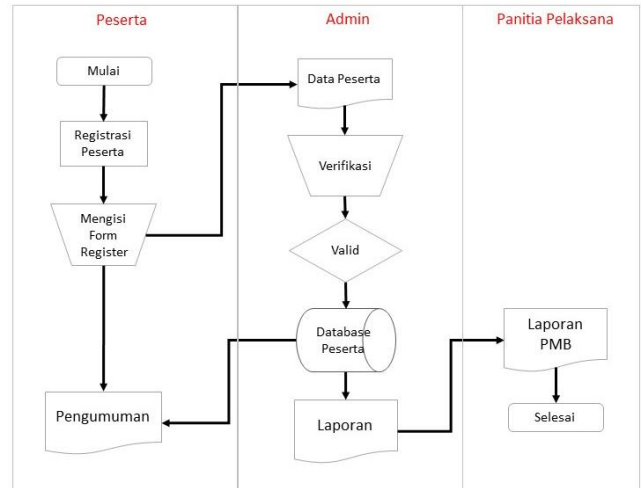 Peserta
Admin
Panitia Pelaksana
Mulai
Registrasi
Peserta
Mengisi
Form
Register
Pengumuman
Data Peserta
Verifikasi
Valid
Database
Peserta
Laporan
Laporan
PMB
Selesai